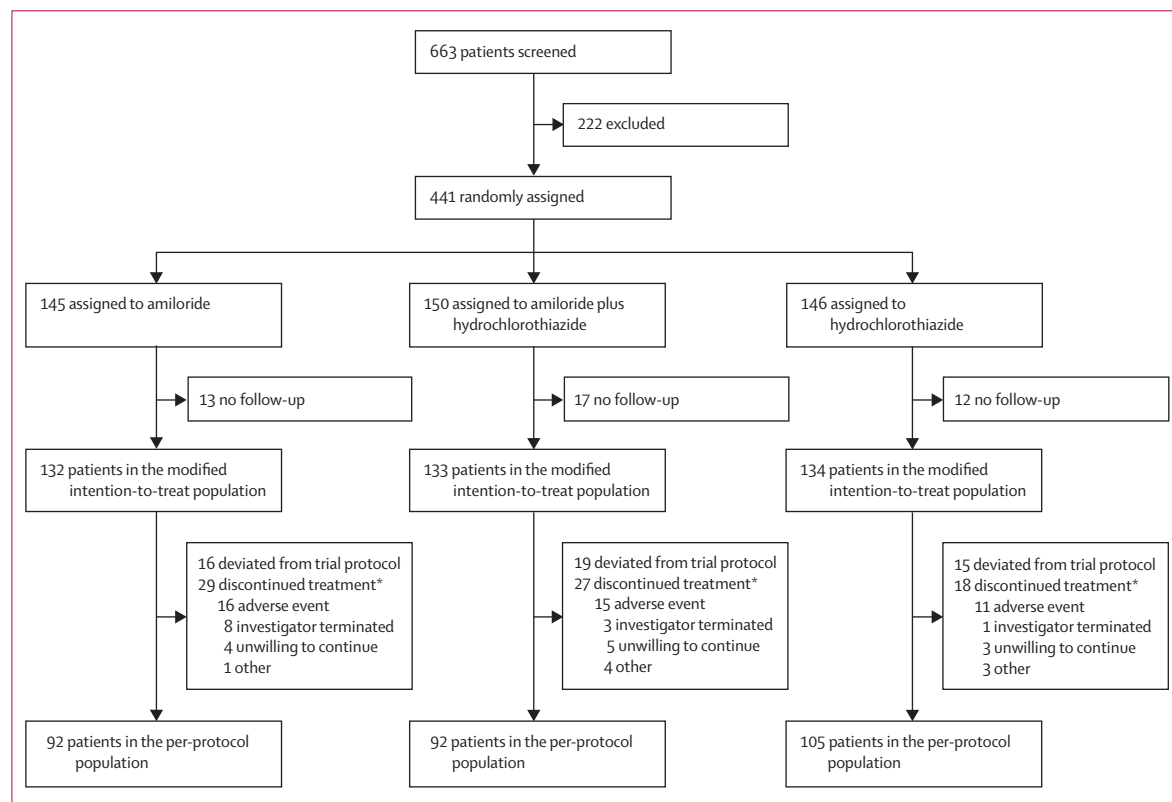 663 patients screened
222 excluded
441 randomly assigned
145 assigned to amiloride
150 assigned to amiloride plus
hydrochlorothiazide
146 assigned to
hydrochlorothiazide
13 no follow-up
17 no follow-up
12 no follow-up
132 patients in the modified
intention-to-treat population
133 patients in the modified
intention-to-treat population
134 patients in the modified
intention-to-treat population
16 deviated from trial protocol
29 discontinued treatment*
16 adverse event
8 investigator terminated
4 unwilling to continue
1 other
19 deviated from trial protocol
27 discontinued treatment*
15 adverse event
3 investigator terminated
5 unwilling to continue
4 other
15 deviated from trial protocol
18 discontinued treatment*
11 adverse event
1 investigator terminated
3 unwilling to continue
3 other
92 patients in the per-protocol
population
92 patients in the per-protocol
population
105 patients in the per-protocol
population